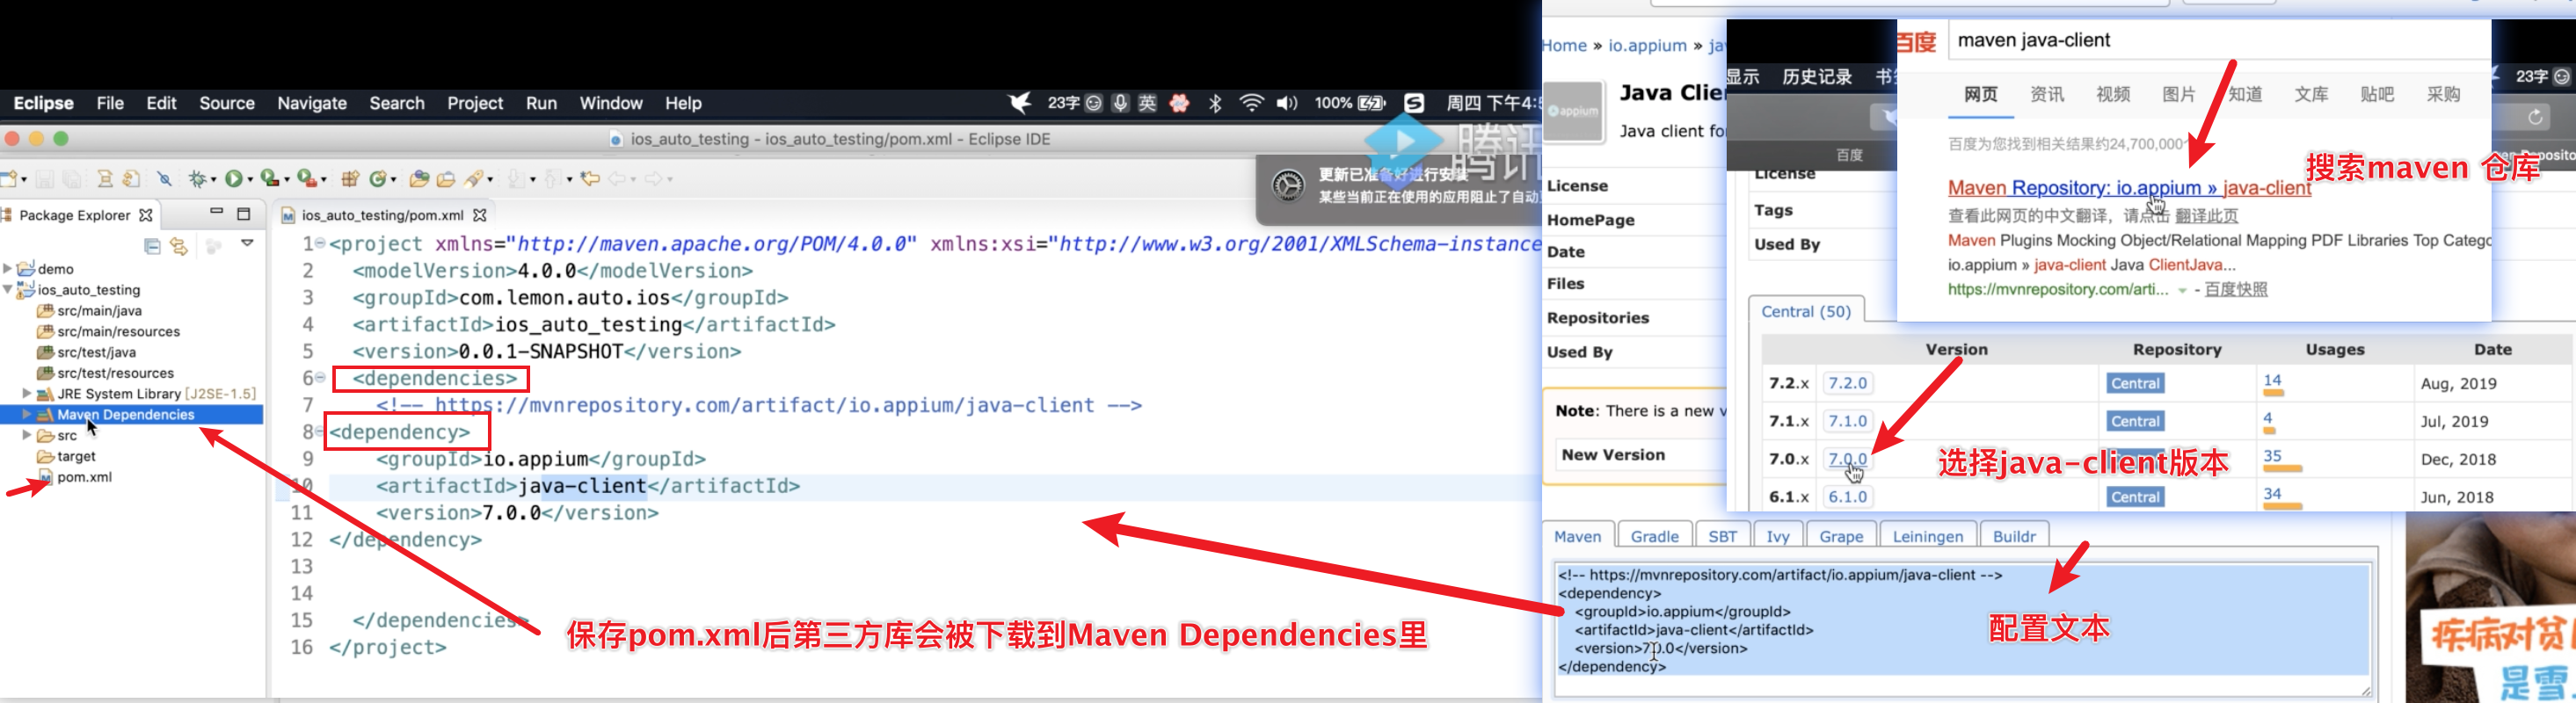 Eclipse File Edit Source Navigate Search Project Run Window Help
23字 英 100% 周四 下午4:
ios_auto_testing - ios_auto_testing/pom.xml - Eclipse IDE
腾讯
更新已准备好进行安装
某些当前正在使用的应用阻止了自动
Package Explorer
demo
ios_auto_testing
src/main/java
src/main/resources
src/test/java
src/test/resources
JRE System Library [J2SE-1.5]
Maven Dependencies
src
target
pom.xml
ios_auto_testing/pom.xml
1 <project xmlns="http://maven.apache.org/POM/4.0.0" xmlns:xsi="http://www.w3.org/2001/XMLSchema-instance
2 <modelVersion>4.0.0</modelVersion>
3 <groupId>com.lemon.auto.ios</groupId>
4 <artifactId>ios_auto_testing</artifactId>
5 <version>0.0.1-SNAPSHOT</version>
6 <dependencies>
7 <!-- https://mvnrepository.com/artifact/io.appium/java-client -->
8 <dependency>
9 <groupId>io.appium</groupId>
10 <artifactId>java-client</artifactId>
11 <version>7.0.0</version>
12 </dependency>
13
14
15 </dependencies>
16 </project>
保存pom.xml后第三方库会被下载到Maven Dependencies里
Home » io.appium »
Java
Java client
appium
License
HomePage
Date
Files
Repositories
Used By
Note: There is a new
New Version
显示 历史记录
23字
百度
License
Tags
Used By
Central (50)
百度 maven java-client
网页 资讯 视频 图片 知道 文库 贴吧 采购
百度为您找到相关结果约24,700,000
Maven Repository: io.appium » java-client
查看此网页的中文翻译，请点击 翻译此页
Maven Plugins Mocking Object/Relational Mapping PDF Libraries Top
io.appium » java-client Java ClientJava...
https://mvnrepository.com/arti... - 百度快照
搜索maven 仓库
Version Repository Usages Date
7.2.x 7.2.0 Central 14 Aug, 2019
7.1.x 7.1.0 Central 4 Jul, 2019
7.0.x 7.0.0 35 Dec, 2018
选择java-client版本
6.1.x 6.1.0 Central 34 Jun, 2018
Maven Gradle SBT Ivy Grape Leiningen Buildr
<!-- https://mvnrepository.com/artifact/io.appium/java-client -->
<dependency>
<groupId>io.appium</groupId>
<artifactId>java-client</artifactId>
<version>7.0.0</version>
</dependency>
配置文本
疾病对贫
是雪